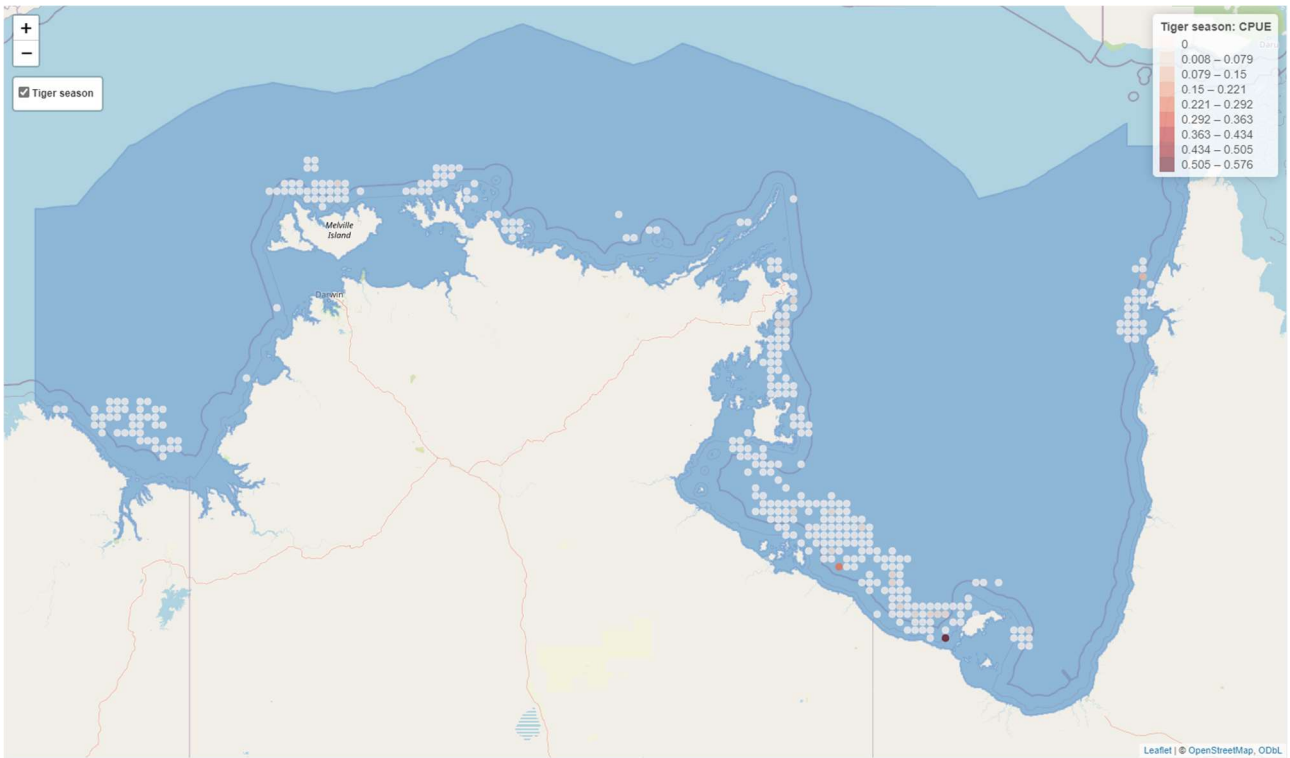 +
−
Tiger season
Tiger season: CPUE
0
0.008 – 0.079
0.079 – 0.15
0.15 – 0.221
0.221 – 0.292
0.292 – 0.363
0.363 – 0.434
0.434 – 0.505
0.505 – 0.576
Melville
Island
Darwin
Leaflet | © OpenStreetMap, ODbL